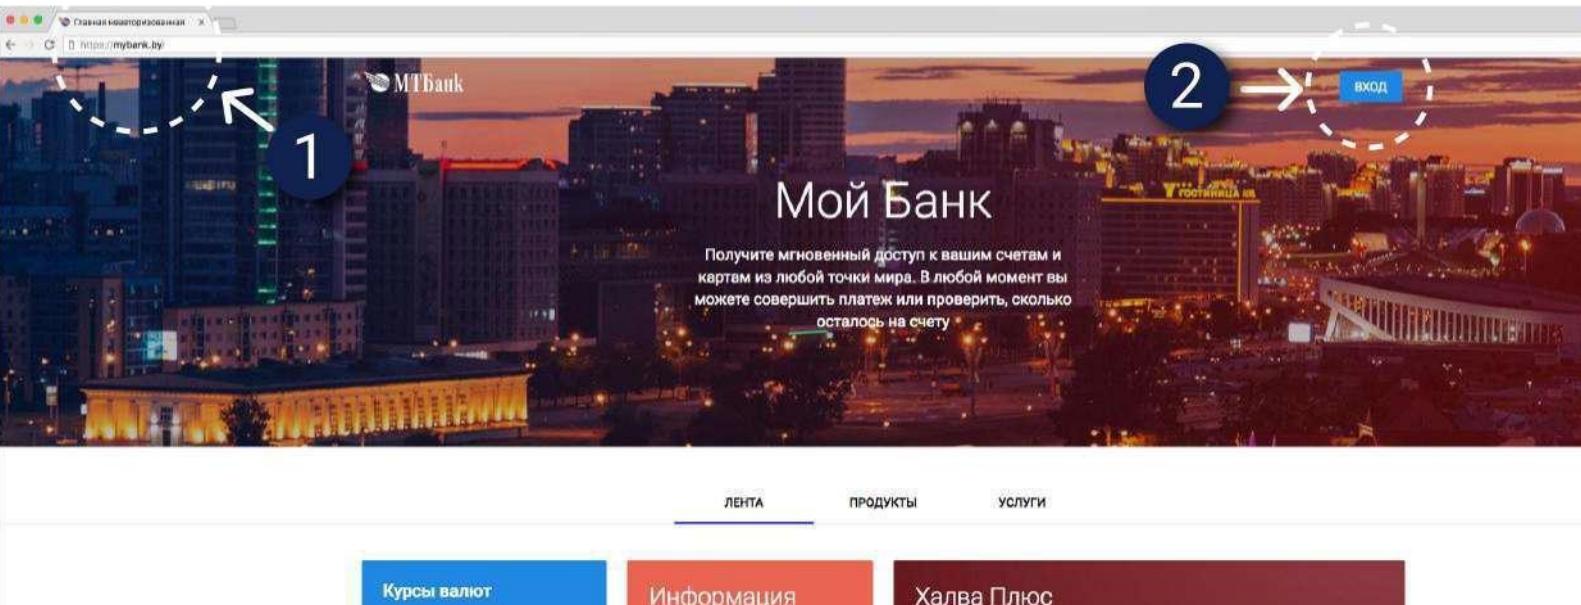 Главная неавторизованная
https://mybank.by
МТБанк
1
2
ВХОД
Мой Банк
Получите мгновенный доступ к вашим счетам и
картам из любой точки мира. В любой момент вы
можете совершить платеж или проверить, сколько
осталось на счету
ГОСТИНИЦА
ЛЕНТА
ПРОДУКТЫ
УСЛУГИ
Курсы валют
Информация
Халва Плюс